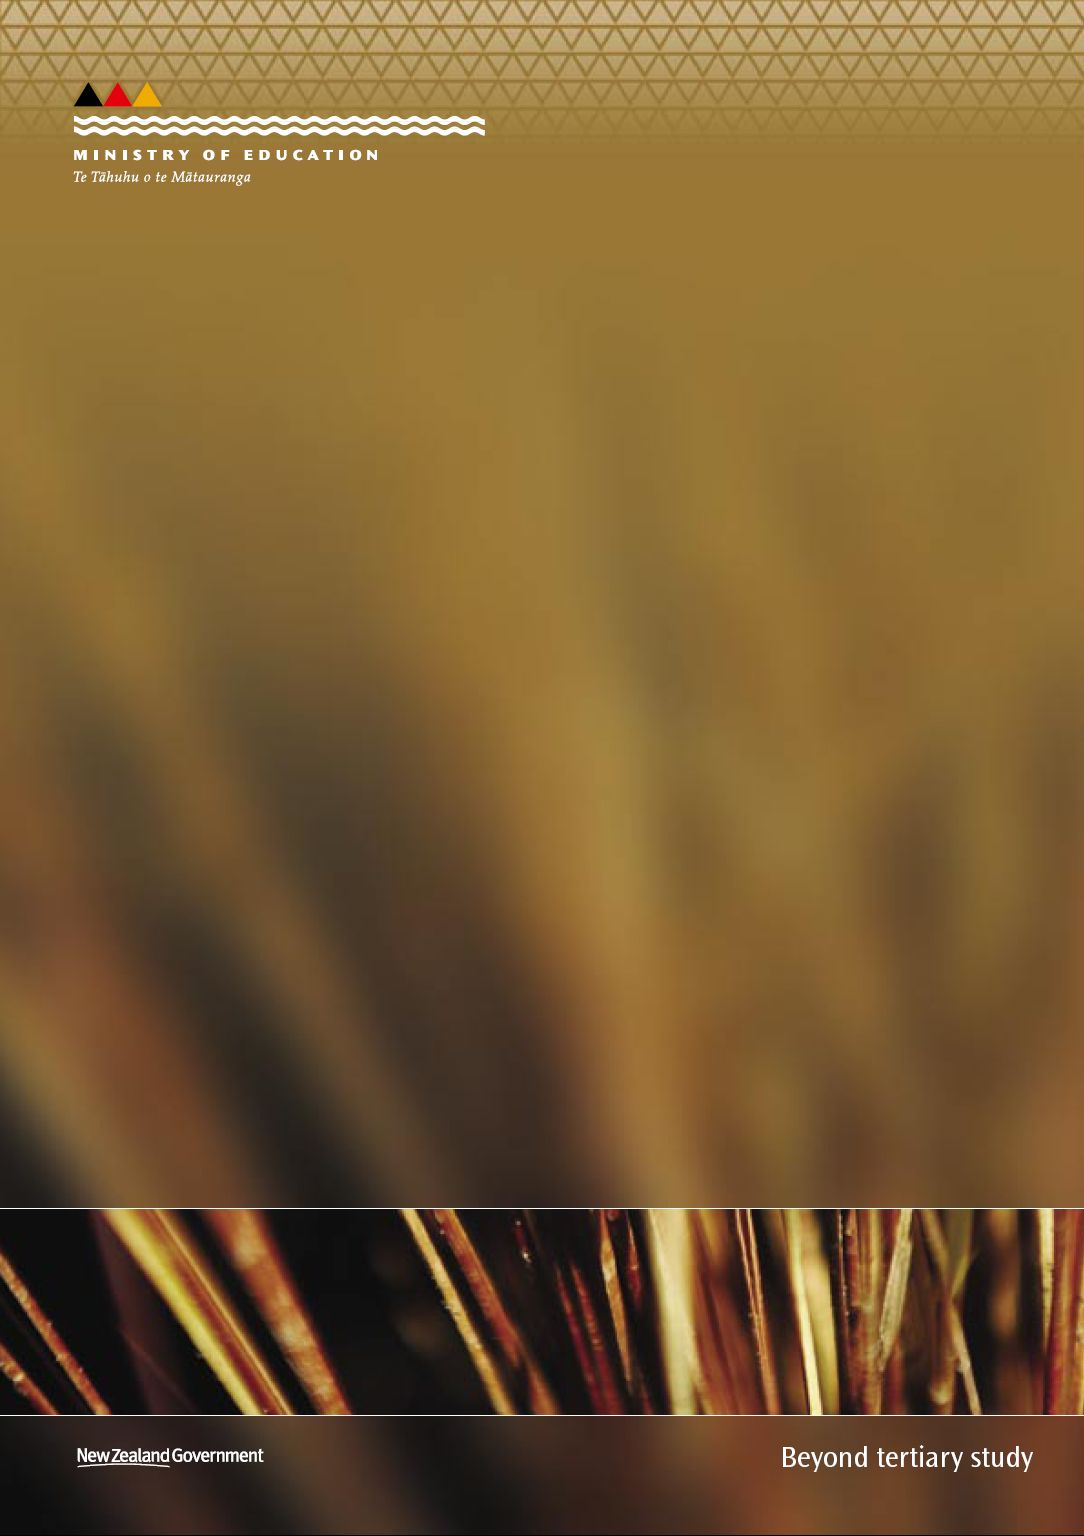 MINISTRY OF EDUCATION
Te Tāhuhu o te Mātauranga
New Zealand Government
Beyond tertiary study